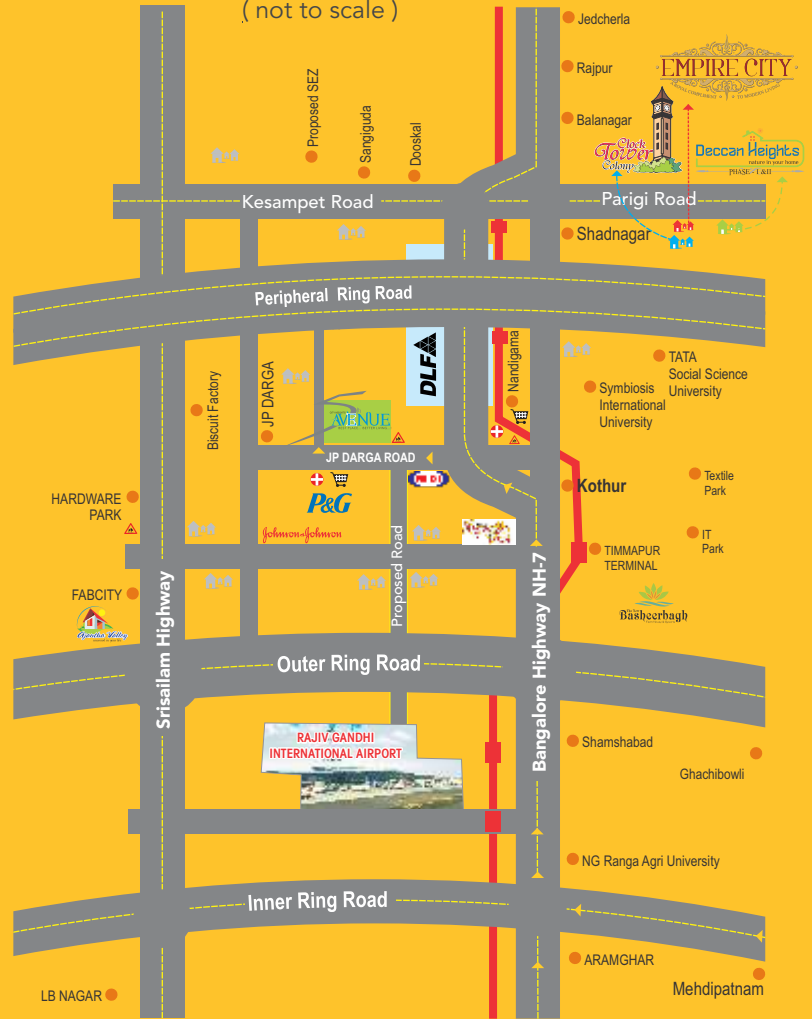 ( not to scale )
Jedcherla
Rajpur
EMPIRE CITY
Proposed SEZ
Sangiguda
Dooskal
Balanagar
Clock
Tower
Colony
Deccan Heights
nature in your home
PHASE - I & II
Kesampet Road
Parigi Road
Shadnagar
Peripheral Ring Road
DLF
Nandigama
TATA
Social Science
University
Symbiosis
International
University
Biscuit Factory
JP DARGA
AVENUE
JP DARGA ROAD
Kothur
Textile
Park
HARDWARE
PARK
P&G
Johnson-Johnson
Proposed Road
IT
Park
TIMMAPUR
TERMINAL
FABCITY
Basheerbagh
Srisailam Highway
Bangalore Highway NH-7
Outer Ring Road
RAJIV GANDHI
INTERNATIONAL AIRPORT
Shamshabad
Ghachibowli
NG Ranga Agri University
Inner Ring Road
ARAMGHAR
Mehdipatnam
LB NAGAR